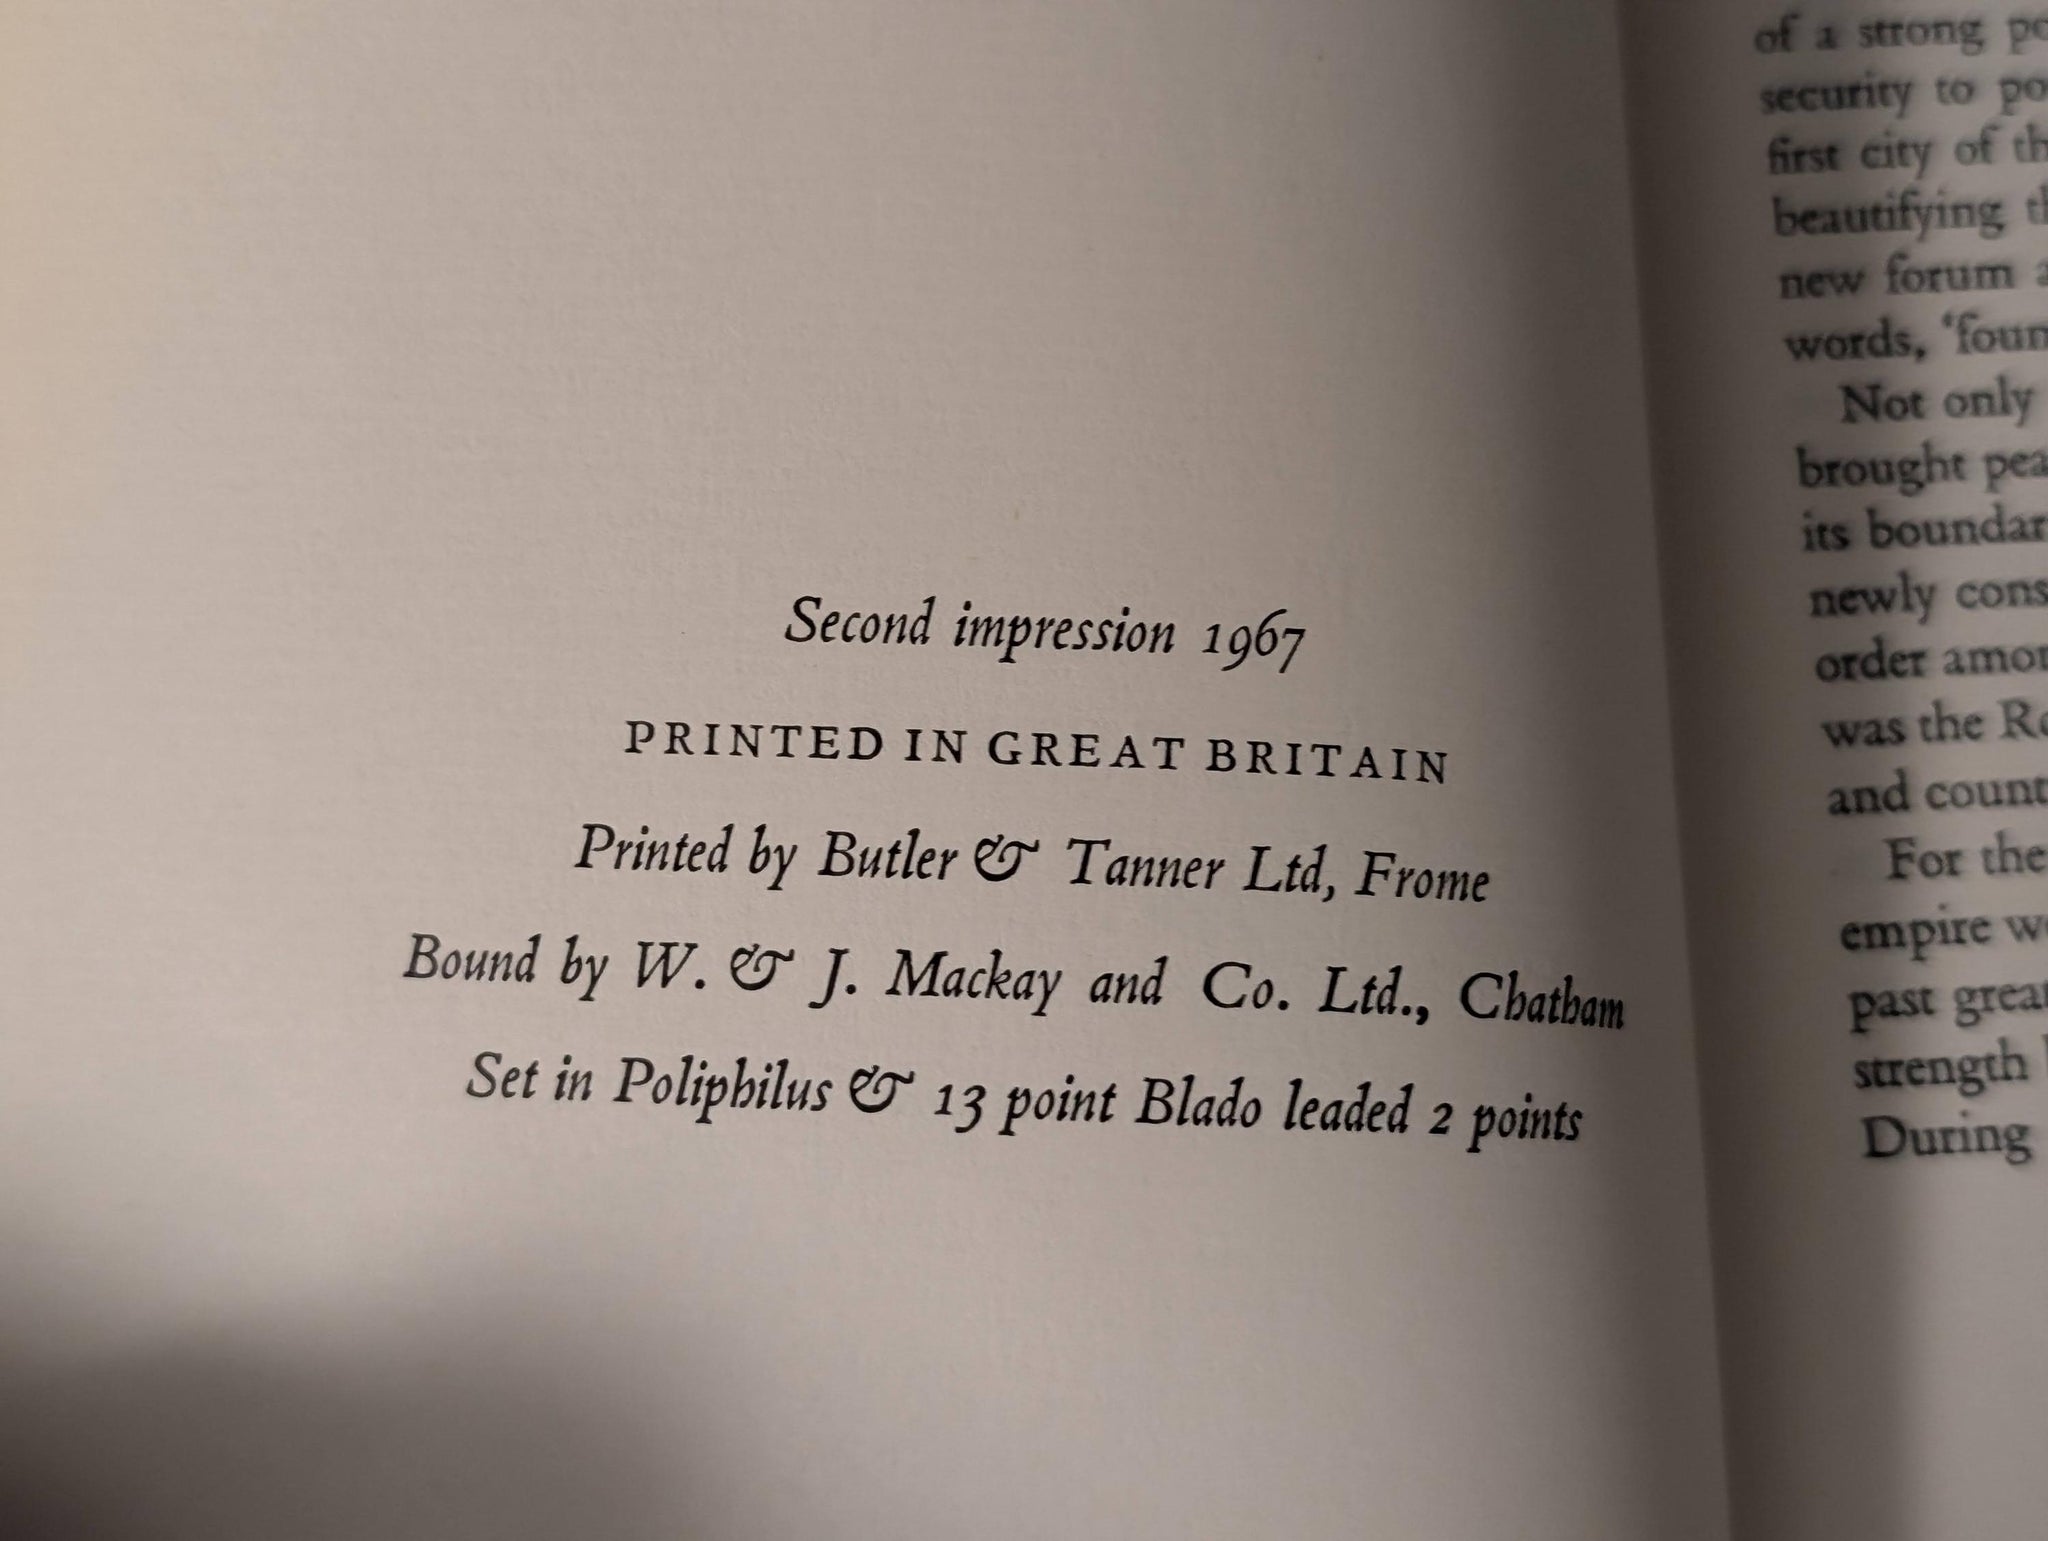 Second impression 1967
PRINTED IN GREAT BRITAIN
Printed by Butler & Tanner Ltd, Frome
Bound by W. & J. Mackay and Co. Ltd., Chatham
Set in Poliphilus & 13 point Blado leaded 2 points
of a strong
security to
first city of
beautifying
new forum
words,
Not only
brought
its
newly
order
was the
and
For the
empire
past
strength
During